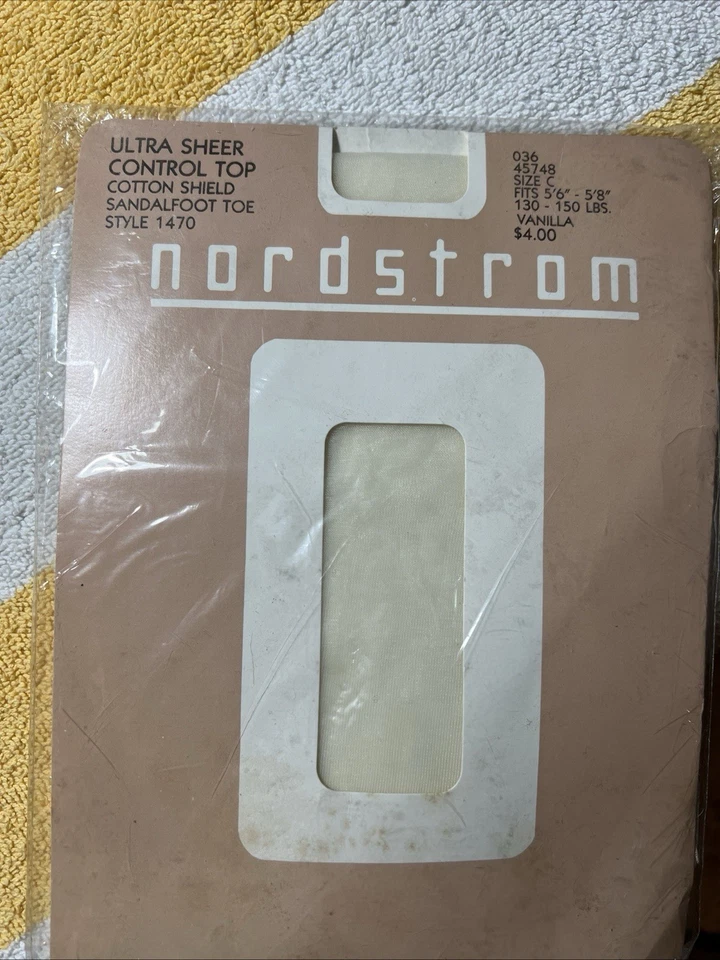 ULTRA SHEER
CONTROL TOP
COTTON SHIELD
SANDALFOOT TOE
STYLE 1470
036
45748
SIZE C
FITS 5'6" - 5'8"
130 - 150 LBS.
VANILLA
$4.00
nordstrom